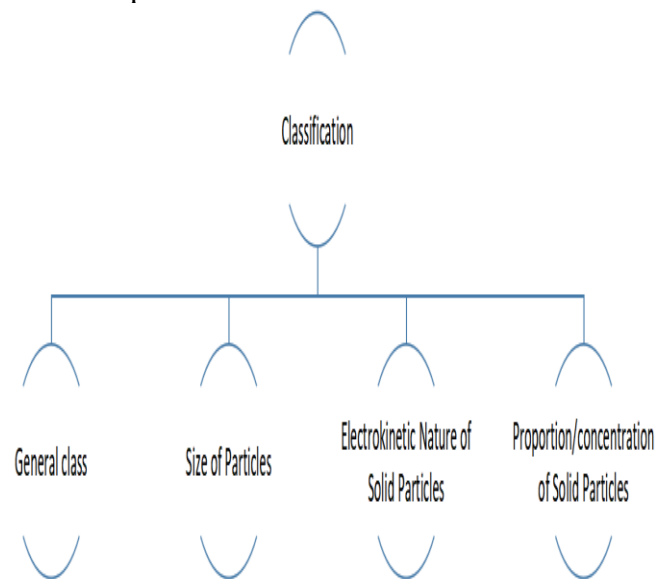 Classification
General class
Size of Particles
Electrokinetic Nature of
Solid Particles
Proportion/concentration
of Solid Particles